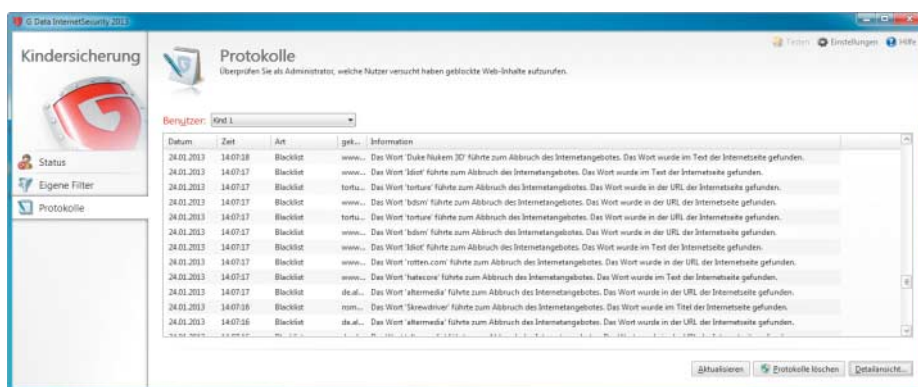 G Data InternetSecurity 2013
Kindersicherung
Protokolle
Überprüfen Sie als Administrator, welche Nutzer versucht haben geblockte Web-Inhalte aufzurufen.
Testen Einstellungen Hilfe
Benutzer: Kind 1
Status
Eigene Filter
Protokolle
Datum Zeit Art gek... Information
24.01.2013 14:07:18 Blacklist www... Das Wort 'Duke Nukem 3D' führte zum Abbruch des Internetangebotes. Das Wort wurde im Text der Internetseite gefunden.
24.01.2013 14:07:17 Blacklist www... Das Wort 'Idiot' führte zum Abbruch des Internetangebotes. Das Wort wurde im Text der Internetseite gefunden.
24.01.2013 14:07:17 Blacklist tortu... Das Wort 'torture' führte zum Abbruch des Internetangebotes. Das Wort wurde in der URL der Internetseite gefunden.
24.01.2013 14:07:17 Blacklist www... Das Wort 'bdsm' führte zum Abbruch des Internetangebotes. Das Wort wurde in der URL der Internetseite gefunden.
24.01.2013 14:07:17 Blacklist tortu... Das Wort 'torture' führte zum Abbruch des Internetangebotes. Das Wort wurde in der URL der Internetseite gefunden.
24.01.2013 14:07:17 Blacklist www... Das Wort 'bdsm' führte zum Abbruch des Internetangebotes. Das Wort wurde in der URL der Internetseite gefunden.
24.01.2013 14:07:17 Blacklist www... Das Wort 'Idiot' führte zum Abbruch des Internetangebotes. Das Wort wurde im Text der Internetseite gefunden.
24.01.2013 14:07:17 Blacklist www... Das Wort 'rotten.com' führte zum Abbruch des Internetangebotes. Das Wort wurde in der URL der Internetseite gefunden.
24.01.2013 14:07:17 Blacklist www... Das Wort 'hatecore' führte zum Abbruch des Internetangebotes. Das Wort wurde im Text der Internetseite gefunden.
24.01.2013 14:07:17 Blacklist de.al... Das Wort 'altermedia' führte zum Abbruch des Internetangebotes. Das Wort wurde in der URL der Internetseite gefunden.
24.01.2013 14:07:16 Blacklist Das Wort 'Skrewdriver' führte zum Abbruch des Internetangebotes. Das Wort wurde im Titel der Internetseite gefunden.
24.01.2013 14:07:16 Blacklist de.al... Das Wort 'altermedia' führte zum Abbruch des Internetangebotes. Das Wort wurde in der URL der Internetseite gefunden.
Aktualisieren Protokolle löschen Detailansicht...